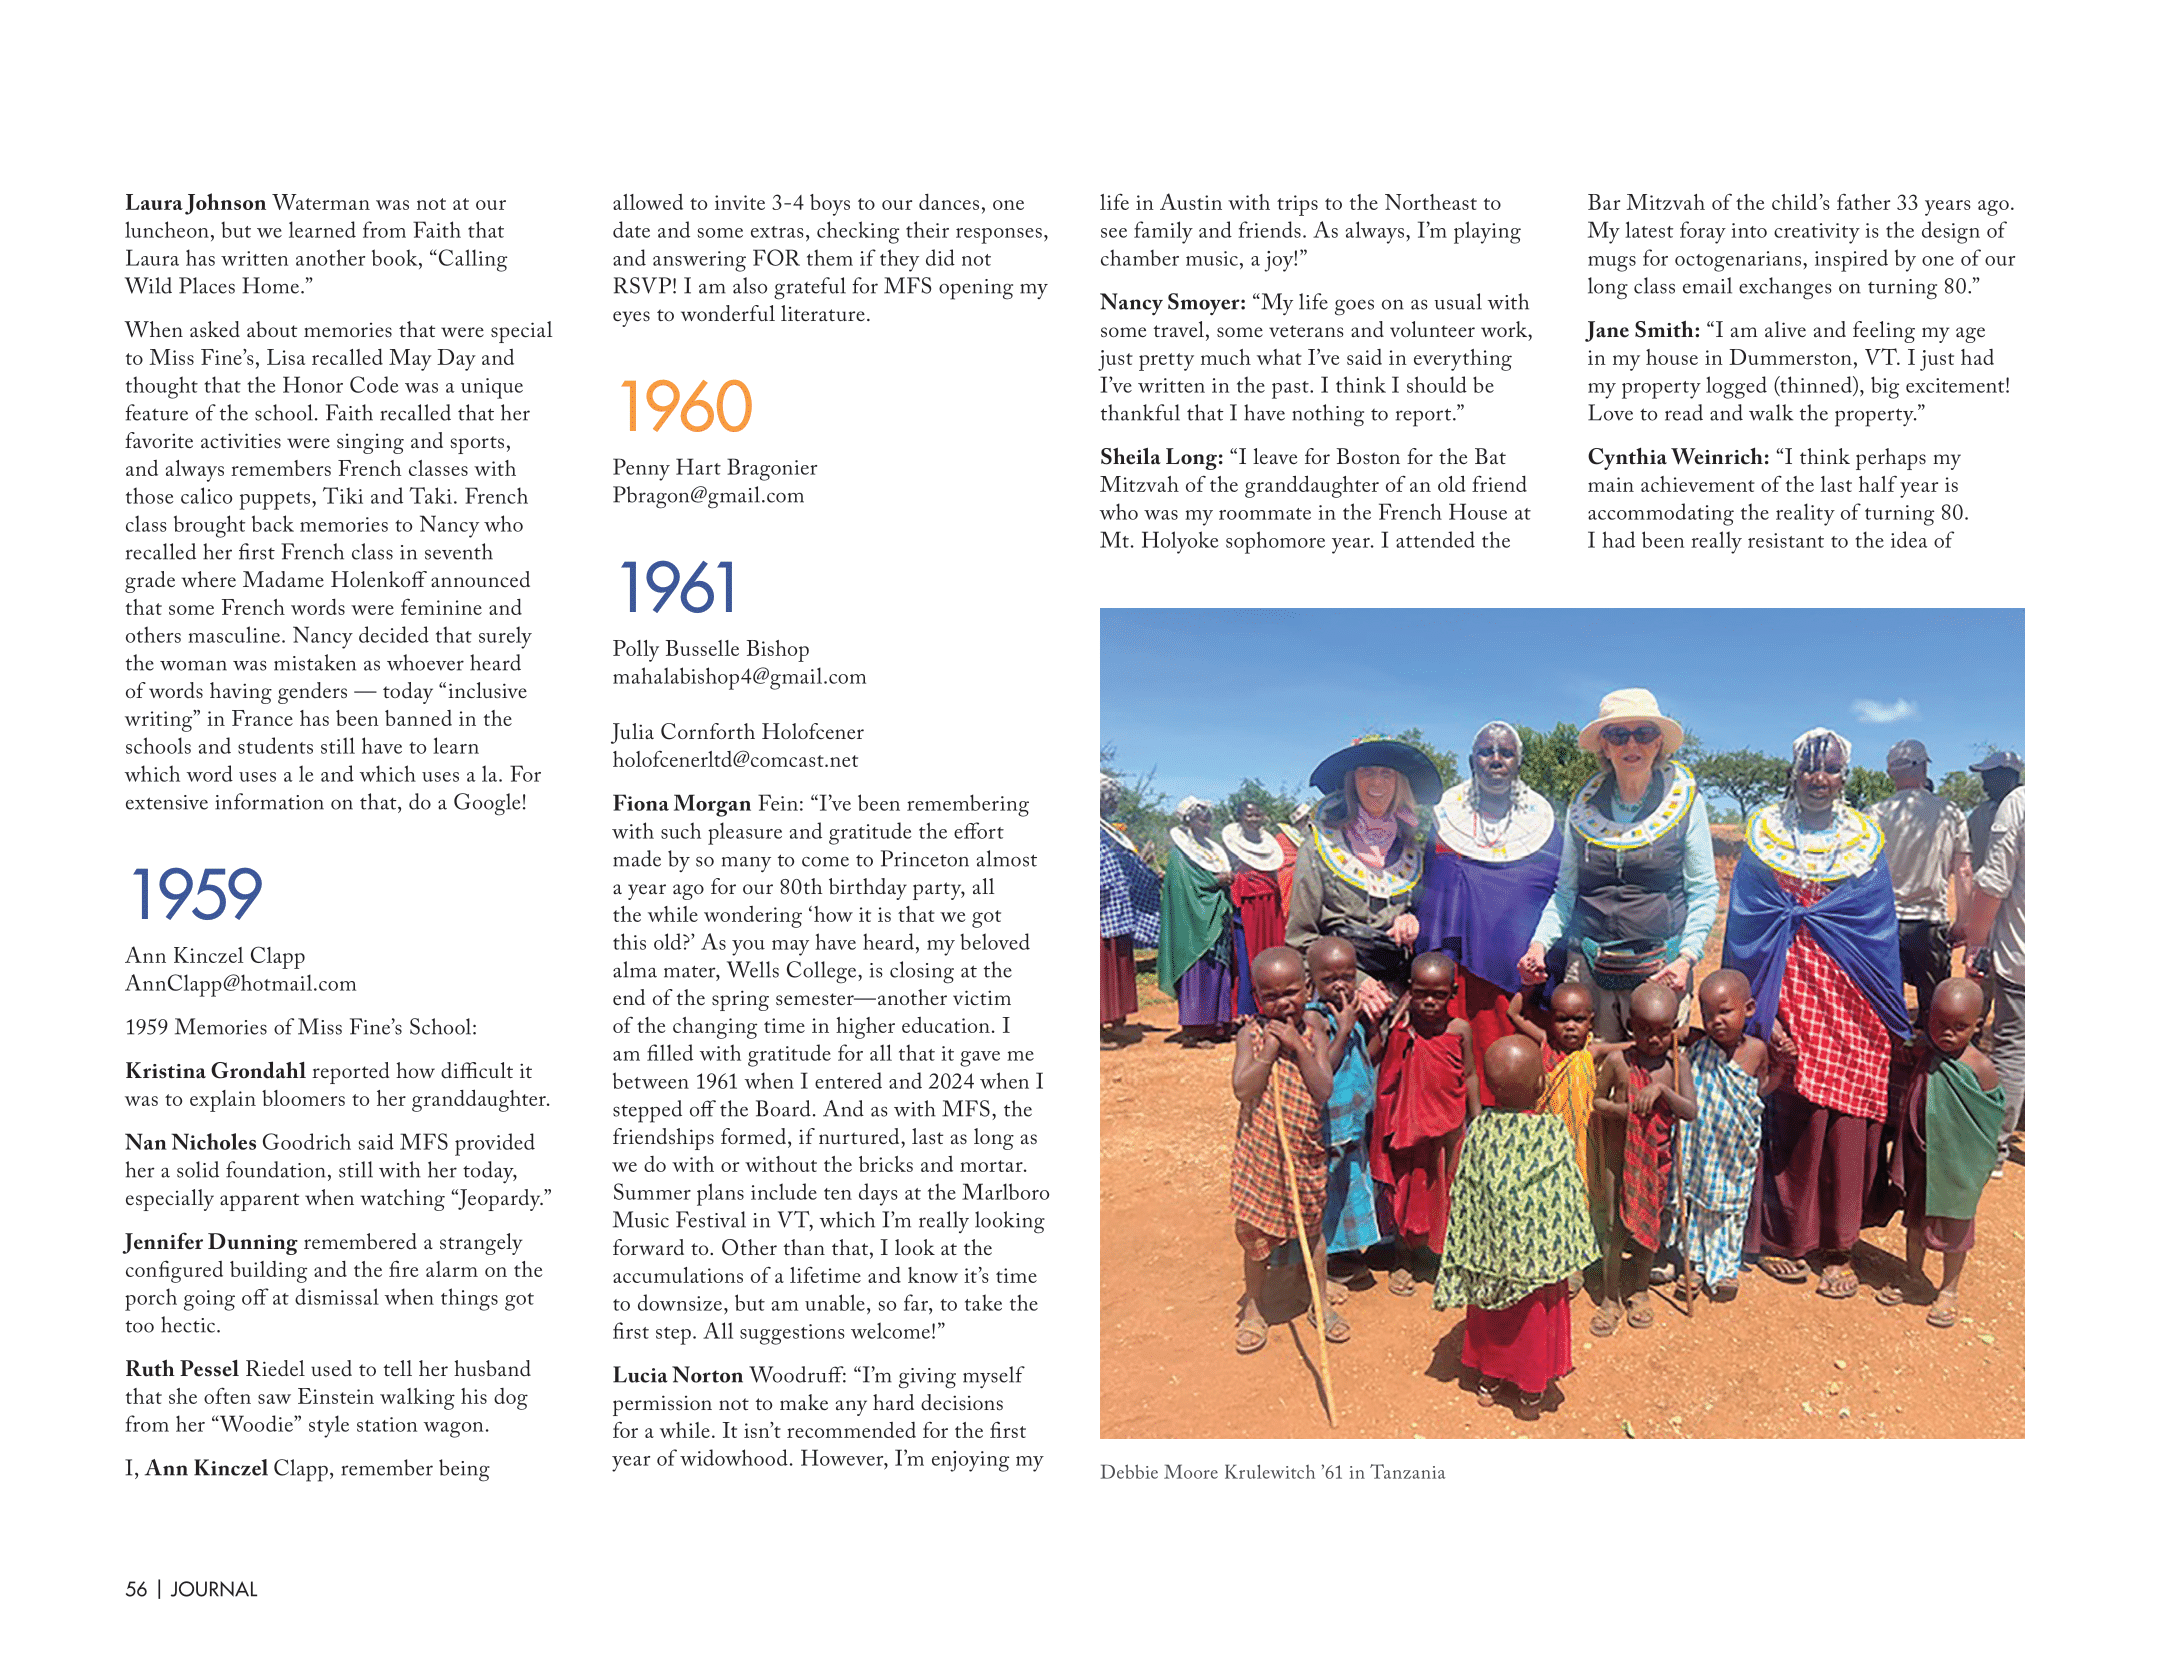 Laura Johnson Waterman was not at our
luncheon, but we learned from Faith that
Laura has written another book, “Calling
Wild Places Home.”
When asked about memories that were special
to Miss Fine’s, Lisa recalled May Day and
thought that the Honor Code was a unique
feature of the school. Faith recalled that her
favorite activities were singing and sports,
and always remembers French classes with
those calico puppets, Tiki and Taki. French
class brought back memories to Nancy who
recalled her first French class in seventh
grade where Madame Holenkoff announced
that some French words were feminine and
others masculine. Nancy decided that surely
the woman was mistaken as whoever heard
of words having genders — today “inclusive
writing” in France has been banned in the
schools and students still have to learn
which word uses a le and which uses a la. For
extensive information on that, do a Google!
1959
Ann Kinczel Clapp
AnnClapp@hotmail.com
1959 Memories of Miss Fine’s School:
Kristina Grondahl reported how difficult it
was to explain bloomers to her granddaughter.
Nan Nicholes Goodrich said MFS provided
her a solid foundation, still with her today,
especially apparent when watching “Jeopardy.”
Jennifer Dunning remembered a strangely
configured building and the fire alarm on the
porch going off at dismissal when things got
too hectic.
Ruth Pessel Riedel used to tell her husband
that she often saw Einstein walking his dog
from her “Woodie” style station wagon.
I, Ann Kinczel Clapp, remember being
allowed to invite 3-4 boys to our dances, one
date and some extras, checking their responses,
and answering FOR them if they did not
RSVP! I am also grateful for MFS opening my
eyes to wonderful literature.
1960
Penny Hart Bragonier
Pbragon@gmail.com
1961
Polly Busselle Bishop
mahalabishop4@gmail.com
Julia Cornforth Holofcener
holofcenerltd@comcast.net
Fiona Morgan Fein: “I’ve been remembering
with such pleasure and gratitude the effort
made by so many to come to Princeton almost
a year ago for our 80th birthday party, all
the while wondering ‘how it is that we got
this old?’ As you may have heard, my beloved
alma mater, Wells College, is closing at the
end of the spring semester—another victim
of the changing time in higher education. I
am filled with gratitude for all that it gave me
between 1961 when I entered and 2024 when I
stepped off the Board. And as with MFS, the
friendships formed, if nurtured, last as long as
we do with or without the bricks and mortar.
Summer plans include ten days at the Marlboro
Music Festival in VT, which I’m really looking
forward to. Other than that, I look at the
accumulations of a lifetime and know it’s time
to downsize, but am unable, so far, to take the
first step. All suggestions welcome!”
Lucia Norton Woodruff: “I’m giving myself
permission not to make any hard decisions
for a while. It isn’t recommended for the first
year of widowhood. However, I’m enjoying my
life in Austin with trips to the Northeast to
see family and friends. As always, I’m playing
chamber music, a joy!”
Nancy Smoyer: “My life goes on as usual with
some travel, some veterans and volunteer work,
just pretty much what I’ve said in everything
I’ve written in the past. I think I should be
thankful that I have nothing to report.”
Sheila Long: “I leave for Boston for the Bat
Mitzvah of the granddaughter of an old friend
who was my roommate in the French House at
Mt. Holyoke sophomore year. I attended the
Bar Mitzvah of the child’s father 33 years ago.
My latest foray into creativity is the design of
mugs for octogenarians, inspired by one of our
long class email exchanges on turning 80.”
Jane Smith: “I am alive and feeling my age
in my house in Dummerston, VT. I just had
my property logged (thinned), big excitement!
Love to read and walk the property.”
Cynthia Weinrich: “I think perhaps my
main achievement of the last half year is
accommodating the reality of turning 80.
I had been really resistant to the idea of
Debbie Moore Krulewitch ’61 in Tanzania
56 | JOURNAL